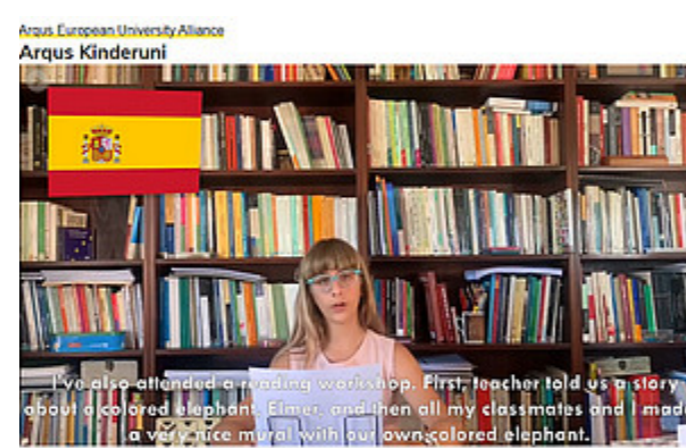 Arqus European University Alliance
Arqus Kinderuni
I've also attended a reading workshop. First, teacher told us a story
about a colored elephant, Elmer, and then all my classmates and I made
a very nice mural with our own colored elephant.